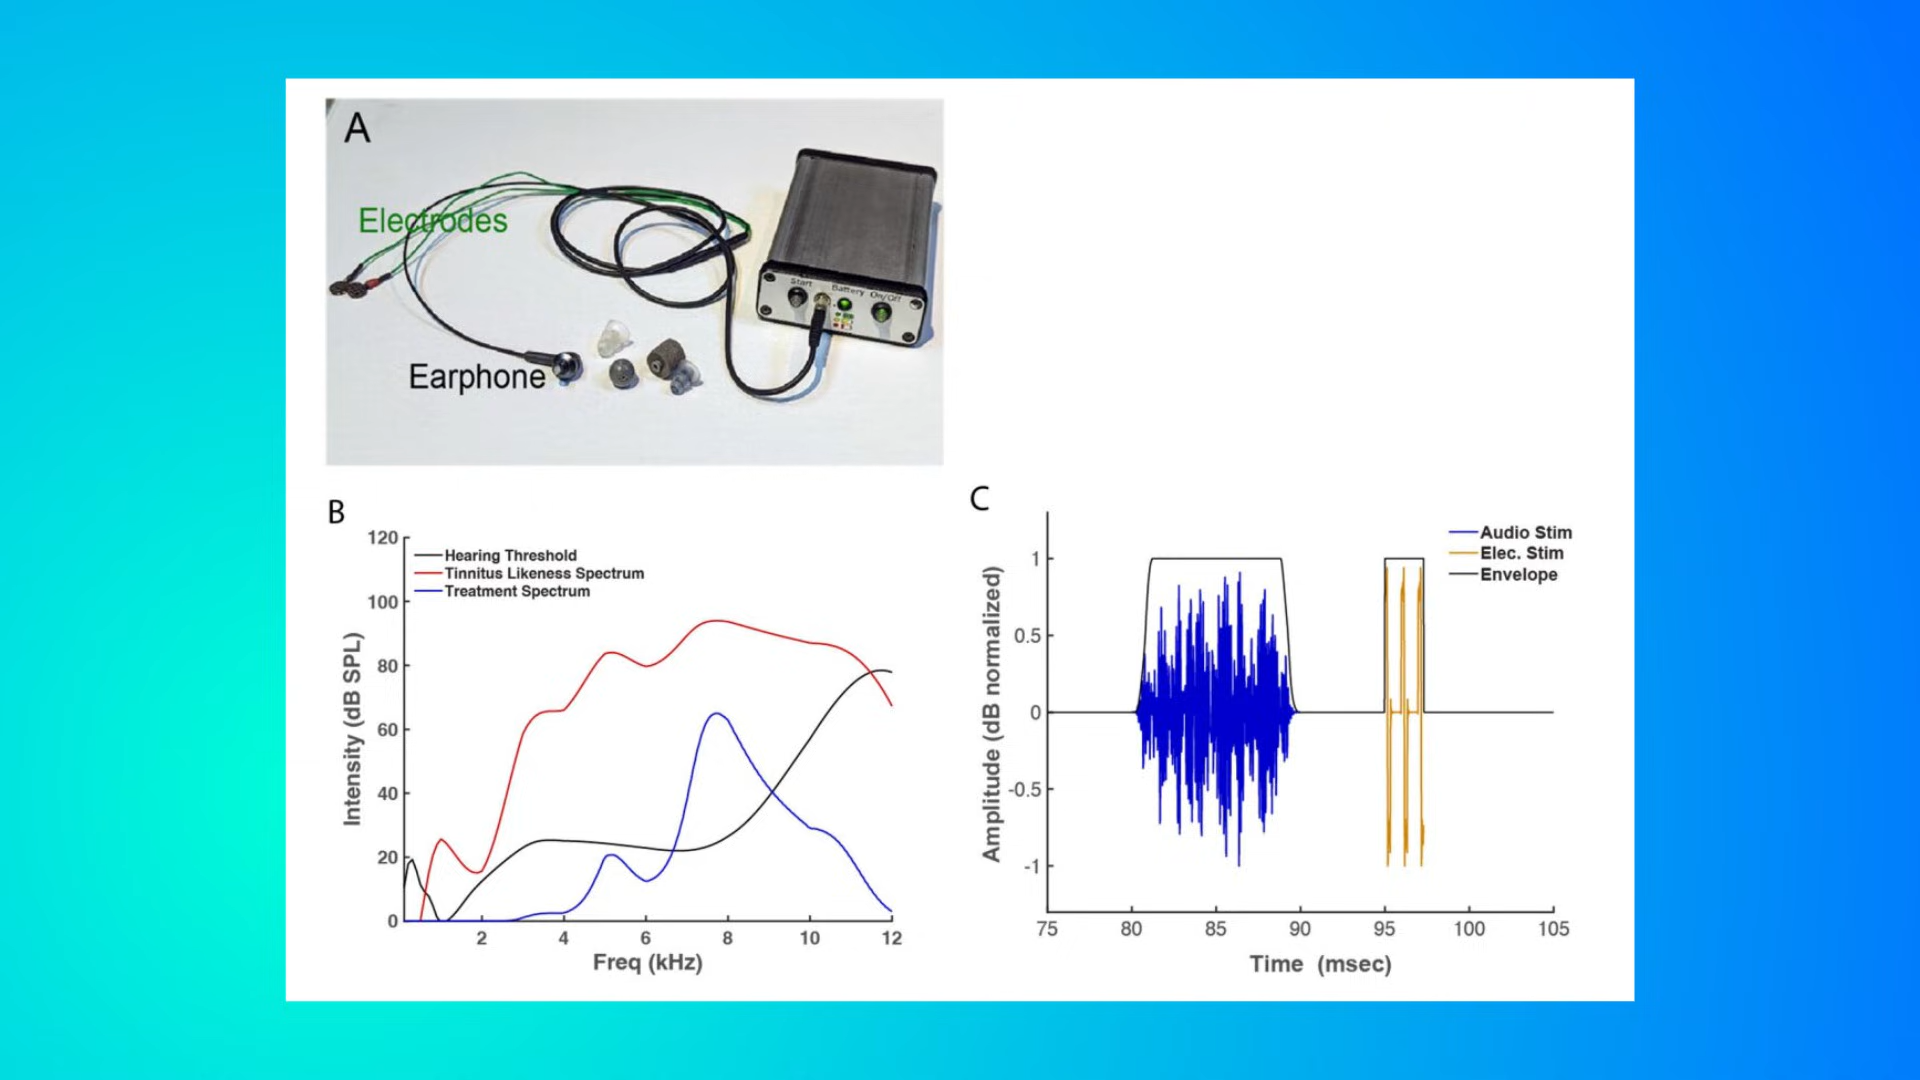 A
Electrodes
Earphone
Start
Battery
On/Off
B
120
100
80
60
40
20
0
Intensity (dB SPL)
Hearing Threshold
Tinnitus Likeness Spectrum
Treatment Spectrum
2 4 6 8 10 12
Freq (kHz)
C
1
0.5
0
-0.5
-1
Amplitude (dB normalized)
Audio Stim
Elec. Stim
Envelope
75 80 85 90 95 100 105
Time (msec)